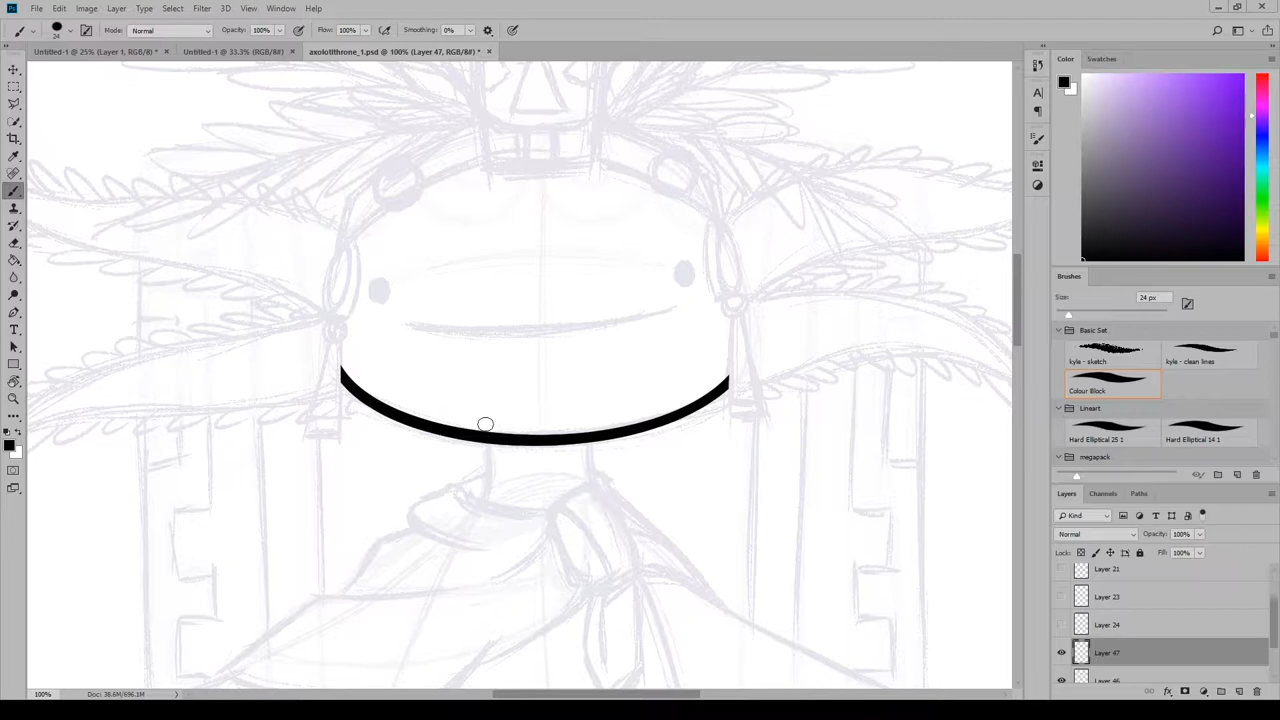 File Edit Image Layer Type Select Filter 3D View Window Help
24 Mode: Normal Opacity: 100% Flow: 100% Smoothing: 0%
Untitled-1 @ 25% (Layer 1, RGB/8#) * × Untitled-1 @ 33.3% (RGB/8#) × axolotlthrone_1.psd @ 100% (Layer 47, RGB/8#) * ×
Color Swatches
Brushes
Size: 24 px
Basic Set
kyle - sketch kyle - clean lines
Colour Block
Lineart
Hard Elliptical 25 1 Hard Elliptical 14 1
megapack
Layers Channels Paths
Kind
Normal Opacity: 100%
Lock: Fill: 100%
Layer 21
Layer 23
Layer 24
Layer 47
Layer 46
100% Doc: 38.6M/696.1M